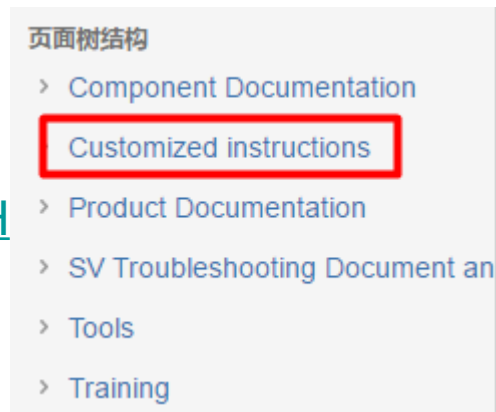 页面树结构
Component Documentation
Customized instructions
Product Documentation
SV Troubleshooting Document an
Tools
Training